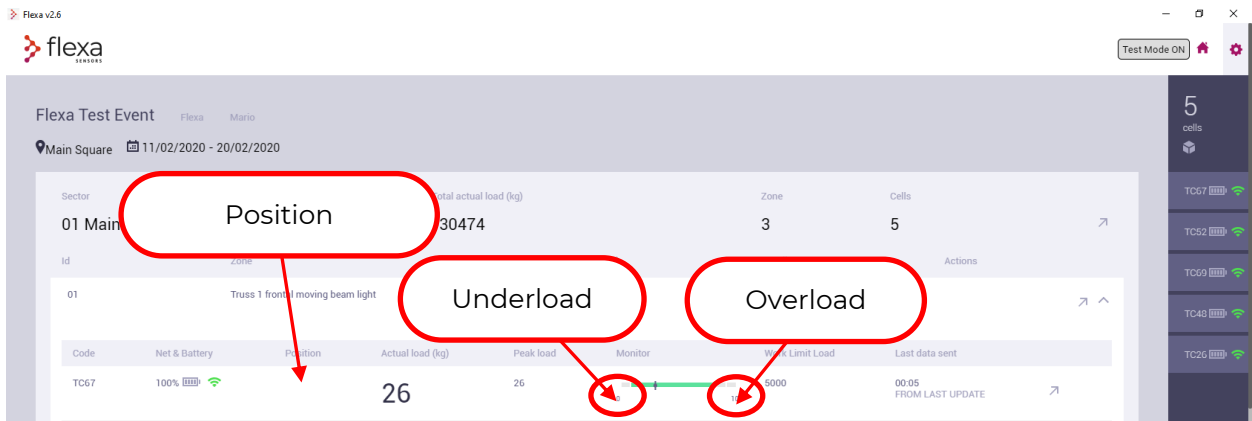 Flexa v2.6
flexa
SENSORS
Test Mode ON
Flexa Test Event Flexa Mario
Main Square 11/02/2020 - 20/02/2020
5
cells
Sector Total actual load (kg) Zone Cells
01 Main 30474 3 5
Position
Id Zone Actions
01 Truss 1 frontal moving beam light
Underload
Overload
Code Net & Battery Position Actual load (kg) Peak load Monitor Work Limit Load Last data sent
TC67 100% 26 26 5000 00:05
FROM LAST UPDATE
0
TC67
TC52
TC69
TC48
TC26